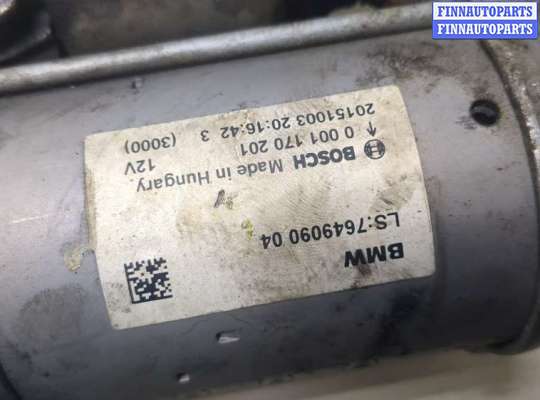 FINNAUTOPARTS
FINNAUTOPARTS
BMW
LS:7649090 04
BOSCH Made in Hungary.
0 001 170 201 12V
20151003 20:16:42 3 (3000)